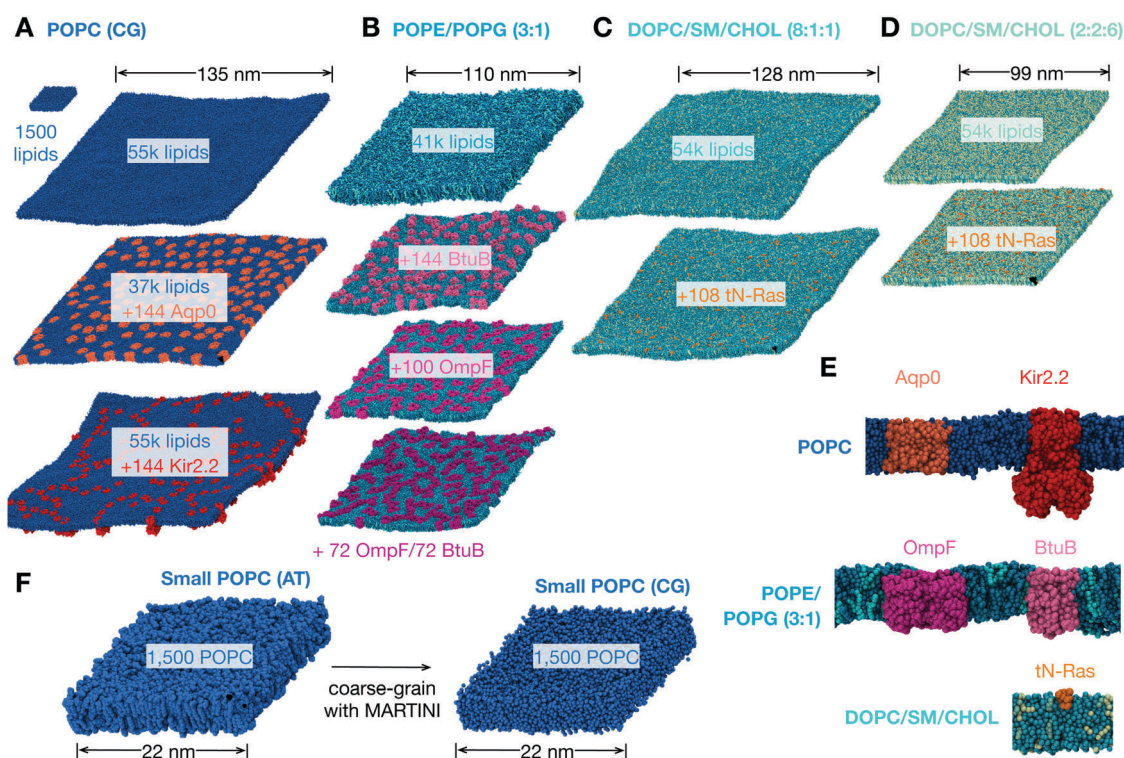 A POPC (CG)
135 nm
1500
lipids
55k lipids
37k lipids
+144 Aqp0
55k lipids
+144 Kir2.2
B POPE/POPG (3:1)
110 nm
41k lipids
+144 BtuB
+100 OmpF
+ 72 OmpF/72 BtuB
C DOPC/SM/CHOL (8:1:1)
128 nm
54k lipids
+108 tN-Ras
D DOPC/SM/CHOL (2:2:6)
99 nm
54k lipids
+108 tN-Ras
E
Aqp0 Kir2.2
POPC
OmpF BtuB
POPE/
POPG (3:1)
tN-Ras
DOPC/SM/CHOL
F Small POPC (AT)
1,500 POPC
22 nm
coarse-grain
with MARTINI
Small POPC (CG)
1,500 POPC
22 nm